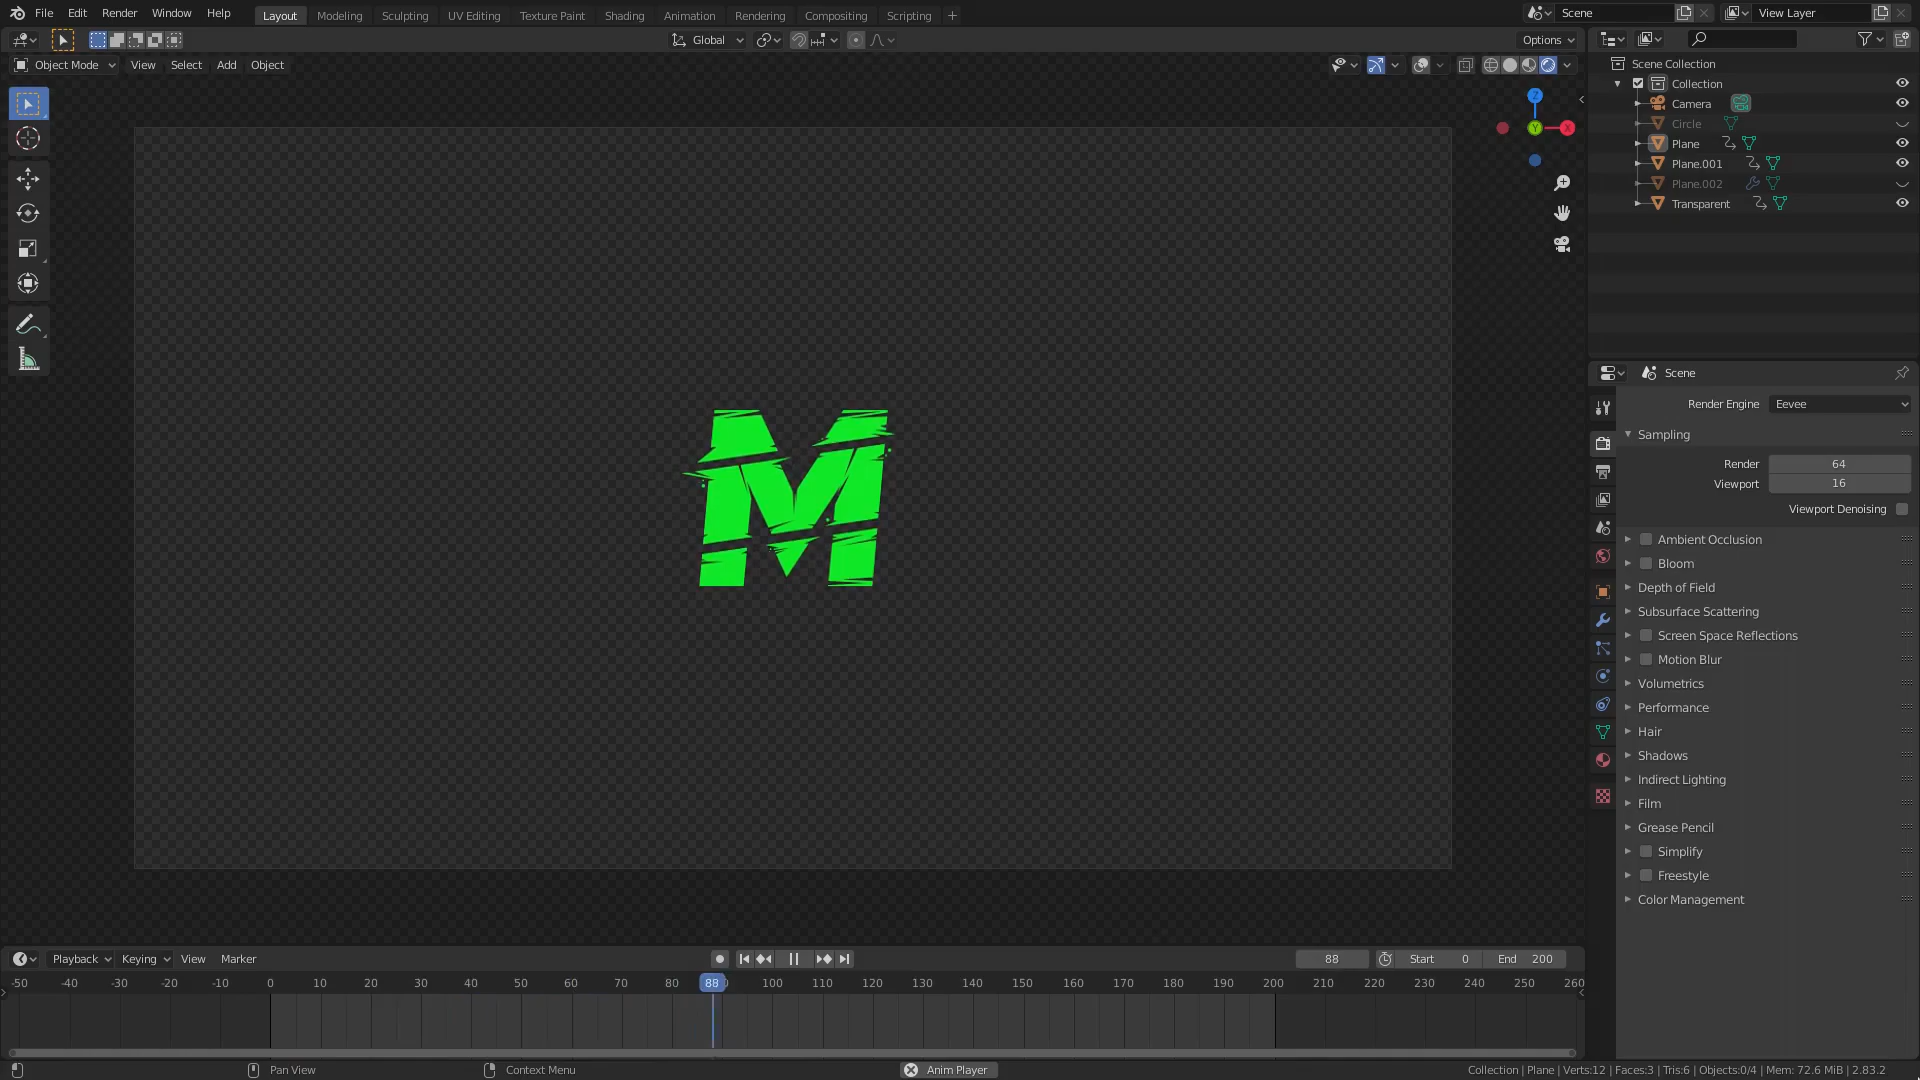 File Edit Render Window Help
Layout Modeling Sculpting UV Editing Texture Paint Shading Animation Rendering Compositing Scripting +
Scene
View Layer
Global
Options
Object Mode View Select Add Object
Z
Y
X
M
Scene Collection
Collection
Camera
Circle
Plane
Plane.001
Plane.002
Transparent
Scene
Render Engine Eevee
Sampling
Render 64
Viewport 16
Viewport Denoising
Ambient Occlusion
Bloom
Depth of Field
Subsurface Scattering
Screen Space Reflections
Motion Blur
Volumetrics
Performance
Hair
Shadows
Indirect Lighting
Film
Grease Pencil
Simplify
Freestyle
Color Management
Playback Keying View Marker
88 Start 0 End 200
-50 -40 -30 -20 -10 0 10 20 30 40 50 60 70 80 88 100 110 120 130 140 150 160 170 180 190 200 210 220 230 240 250 260
Pan View Context Menu Anim Player Collection | Plane | Verts:12 | Faces:3 | Tris:6 | Objects:0/4 | Mem: 72.6 MiB | 2.83.2